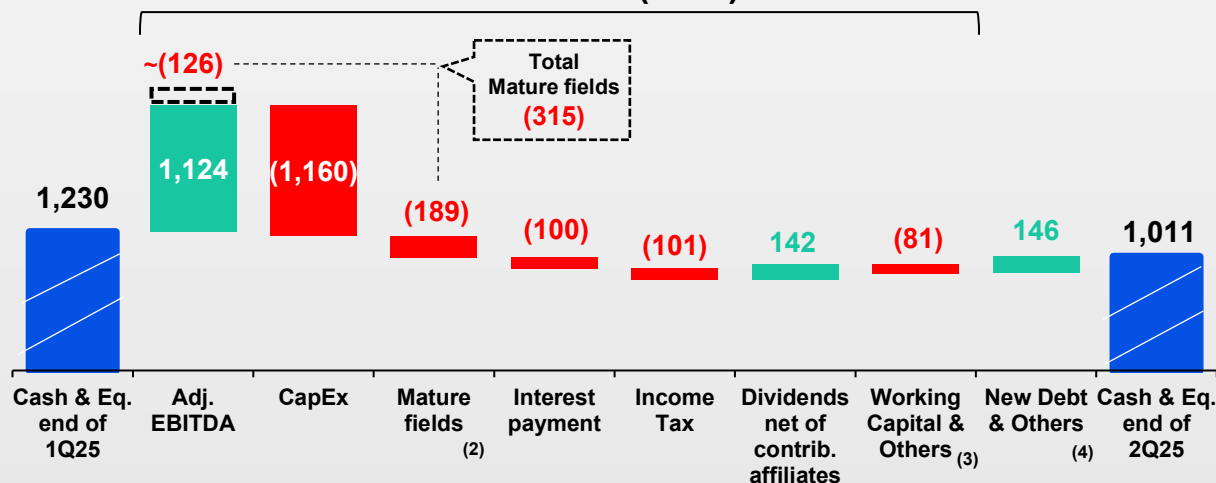 ~(126)
Total
Mature fields
(315)
1,230
1,124
(1,160)
(189)
(100)
(101)
142
(81)
146
1,011
Cash & Eq.
end of
1Q25
Adj.
EBITDA
CapEx
Mature
fields
(2)
Interest
payment
Income
Tax
Dividends
net of
contrib.
affiliates
Working
Capital &
Others (3)
New Debt
& Others
(4)
Cash & Eq.
end of
2Q25